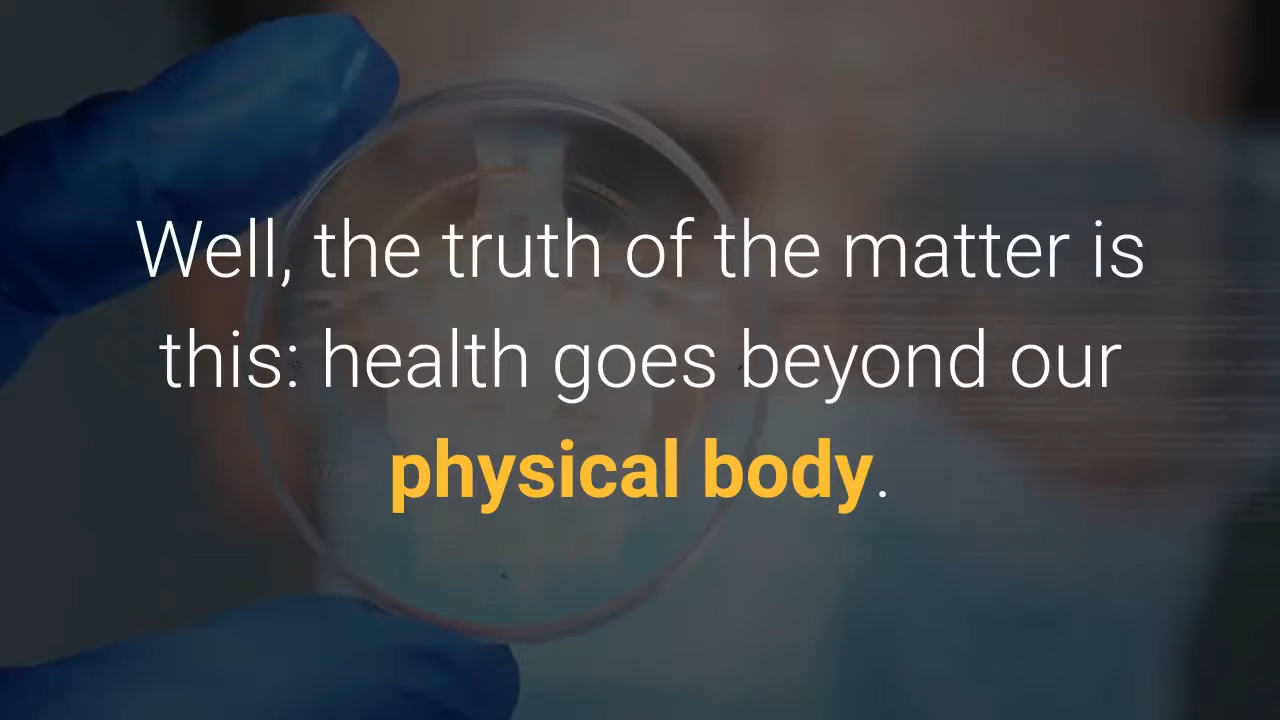 Well, the truth of the matter is
this: health goes beyond our
physical body.